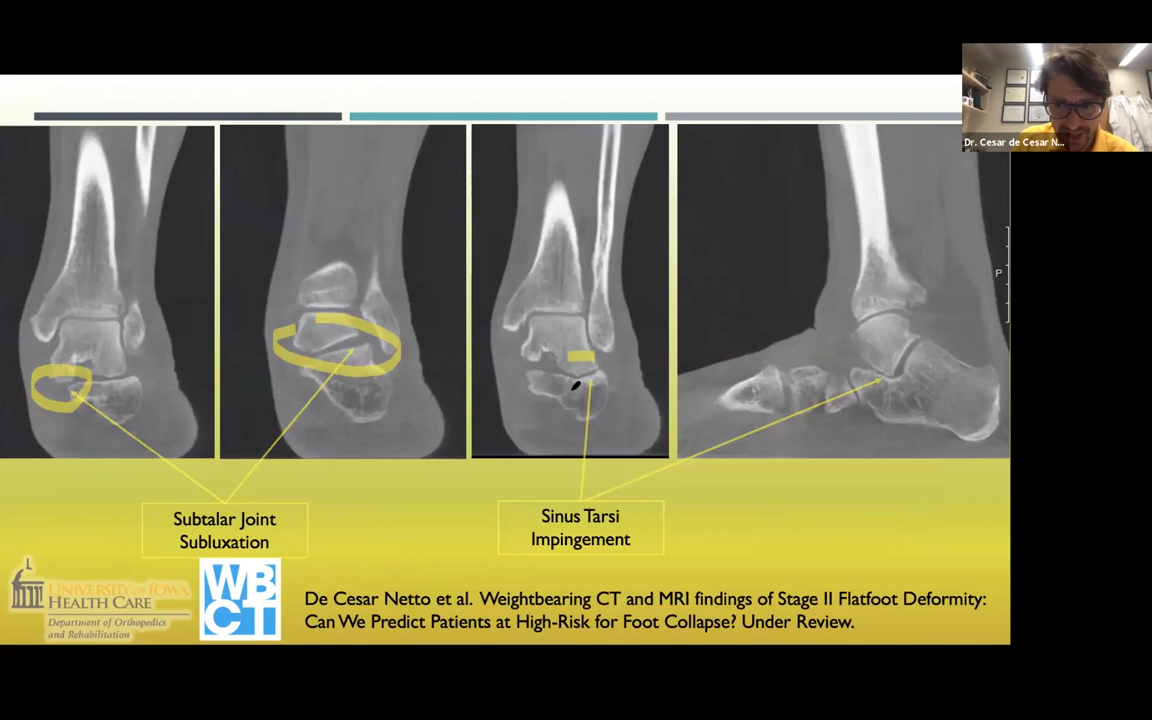 Dr. Cesar de Cesar N...
P
Subtalar Joint
Subluxation
Sinus Tarsi
Impingement
UNIVERSITY OF IOWA
HEALTH CARE
Department of Orthopedics
and Rehabilitation
WB
CT
De Cesar Netto et al. Weightbearing CT and MRI findings of Stage II Flatfoot Deformity:
Can We Predict Patients at High-Risk for Foot Collapse? Under Review.